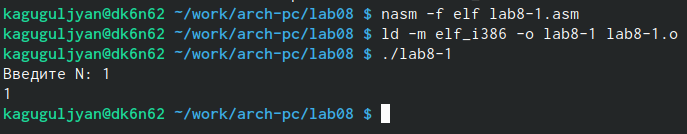 kaguguljyan@dk6n62 ~/work/arch-pc/lab08 $ nasm -f elf lab8-1.asm
kaguguljyan@dk6n62 ~/work/arch-pc/lab08 $ ld -m elf_i386 -o lab8-1 lab8-1.o
kaguguljyan@dk6n62 ~/work/arch-pc/lab08 $ ./lab8-1
Введите N: 1
1
kaguguljyan@dk6n62 ~/work/arch-pc/lab08 $